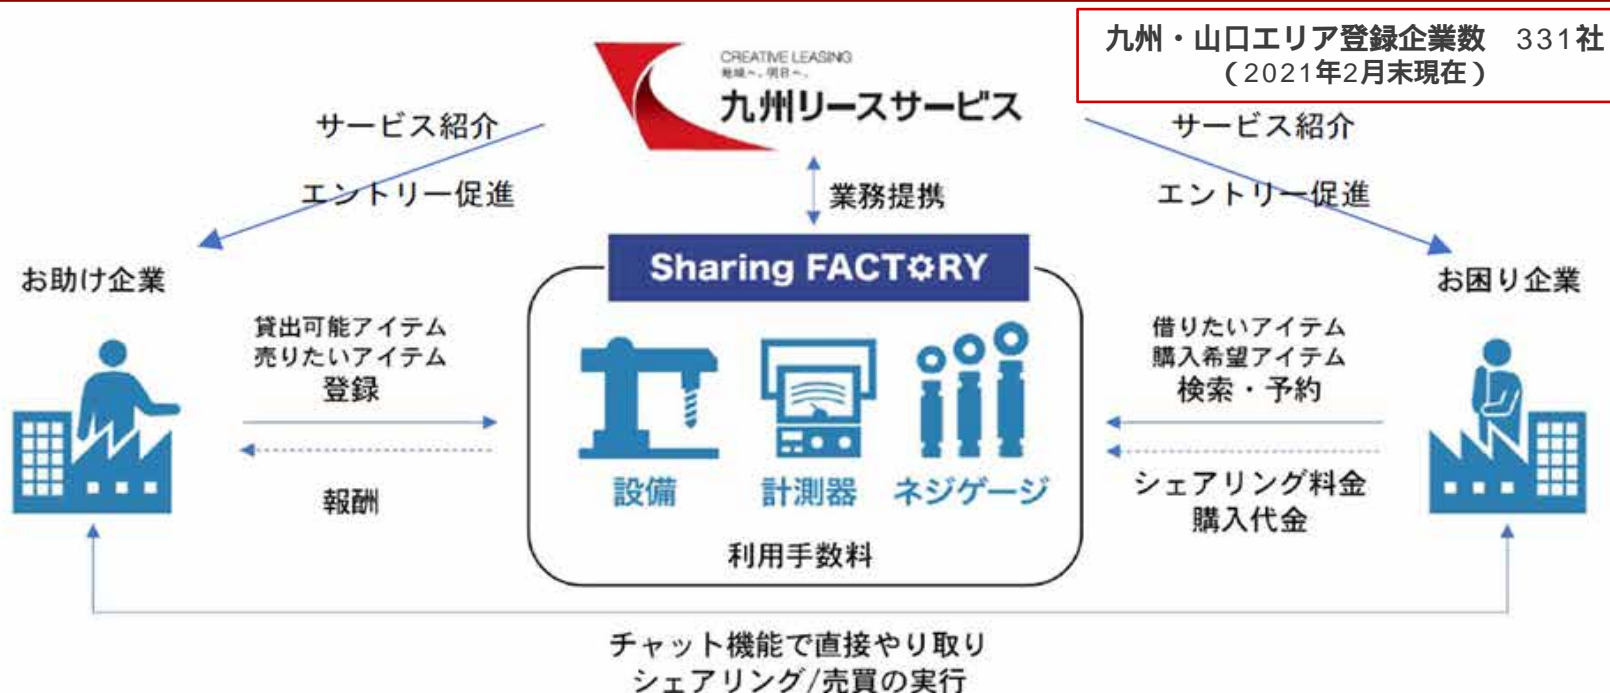 九州・山口エリア登録企業数 331社
(2021年2月末現在)
CREATIVE LEASING
地域へ。明日へ。
九州リースサービス
サービス紹介
エントリー促進
業務提携
サービス紹介
エントリー促進
Sharing FACTORY
お助け企業
お困り企業
貸出可能アイテム
売りたいアイテム
登録
報酬
設備
計測器
ネジゲージ
利用手数料
借りたいアイテム
購入希望アイテム
検索・予約
シェアリング料金
購入代金
チャット機能で直接やり取り
シェアリング/売買の実行